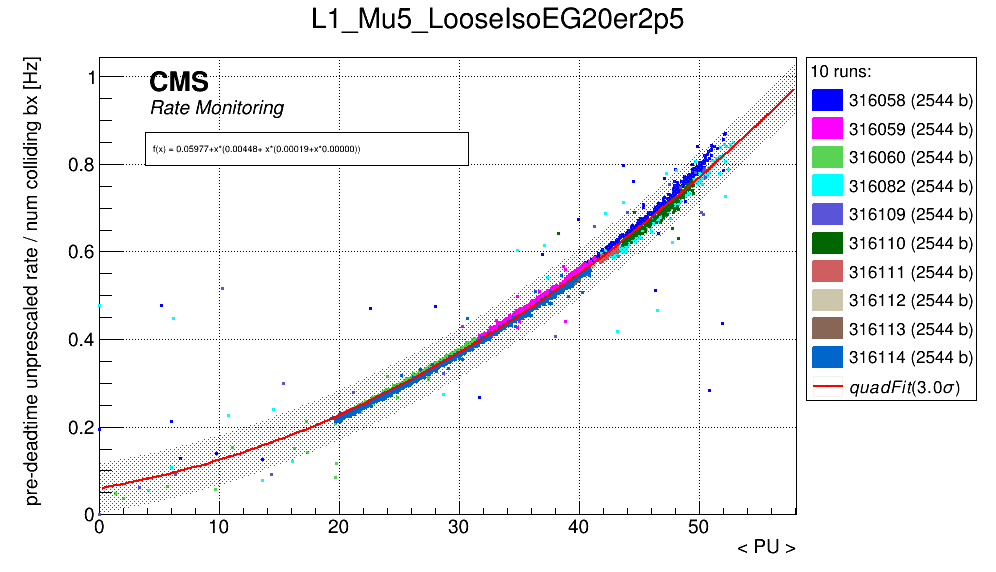 L1_Mu5_LooseIsoEG20er2p5
pre-deadtime unprescaled rate / num colliding bx [Hz]
CMS
Rate Monitoring
f(x) = 0.05977+x*(0.00448+ x*(0.00019+x*0.00000))
1
0.8
0.6
0.4
0.2
0
0
10
20
30
40
50
< PU >
10 runs:
316058 (2544 b)
316059 (2544 b)
316060 (2544 b)
316082 (2544 b)
316109 (2544 b)
316110 (2544 b)
316111 (2544 b)
316112 (2544 b)
316113 (2544 b)
316114 (2544 b)
quadFit(3.0σ)